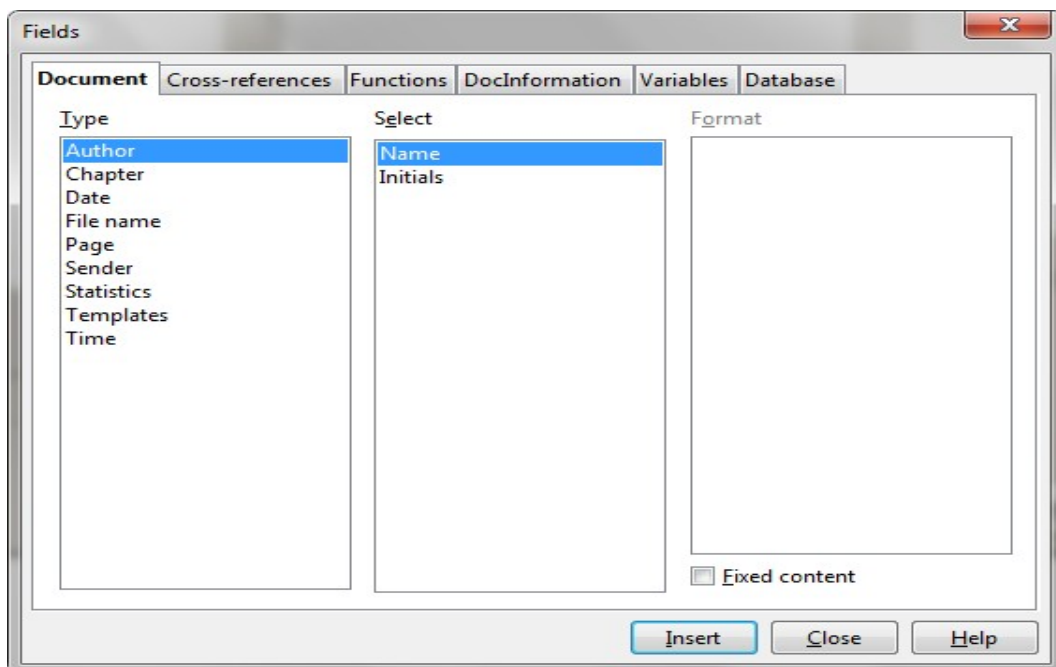 Fields
Document Cross-references Functions DocInformation Variables Database
Type Select Format
Author
Chapter
Date
File name
Page
Sender
Statistics
Templates
Time
Name
Initials
Fixed content
Insert Close Help